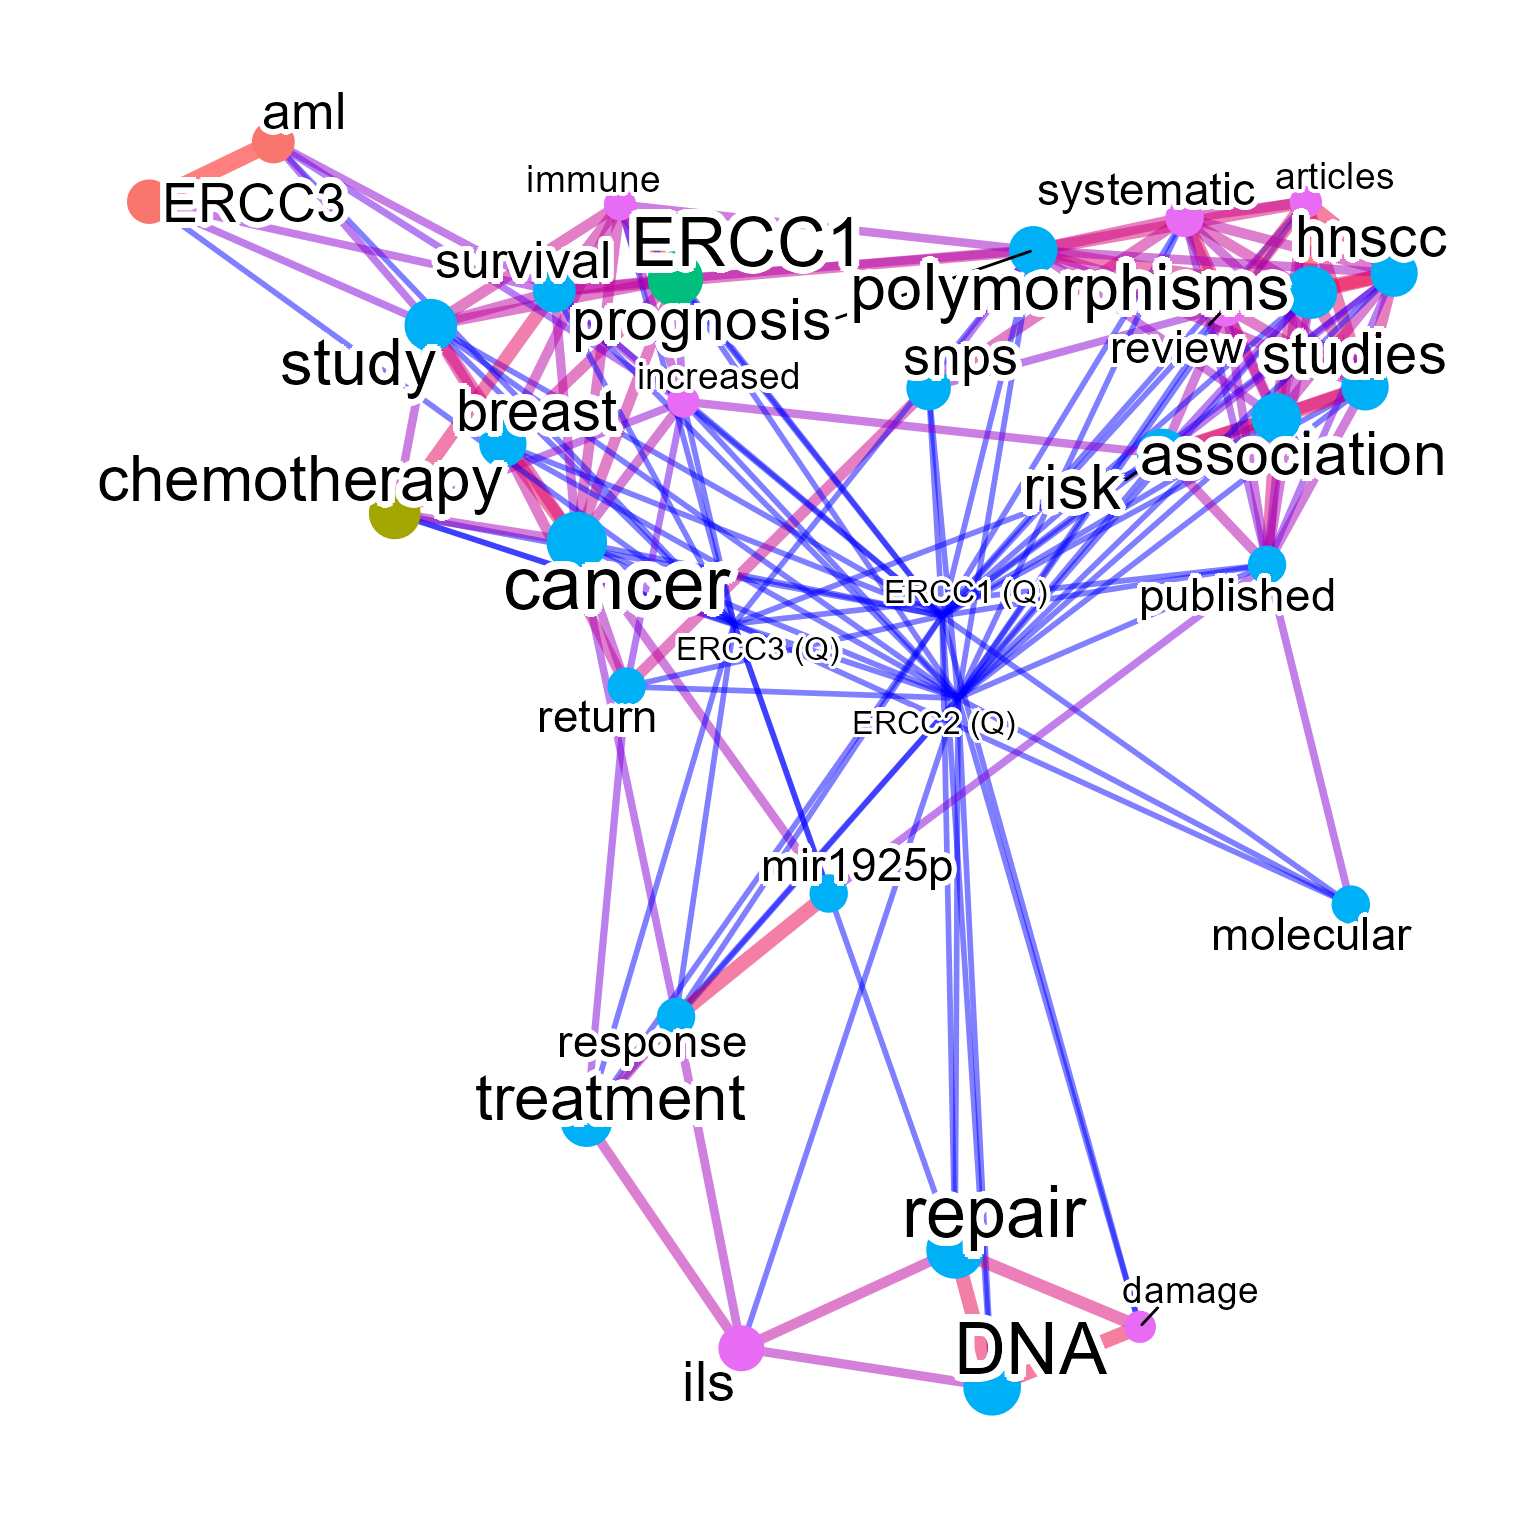 aml
immune
articles
systematic
ERCC3
ERCC1
hnscc
survival
polymorphisms
prognosis
review
studies
snps
study
increased
breast
association
chemotherapy
risk
cancer
ERCC1 (Q)
published
ERCC3 (Q)
return
ERCC2 (Q)
mir1925p
molecular
response
treatment
repair
damage
DNA
ils